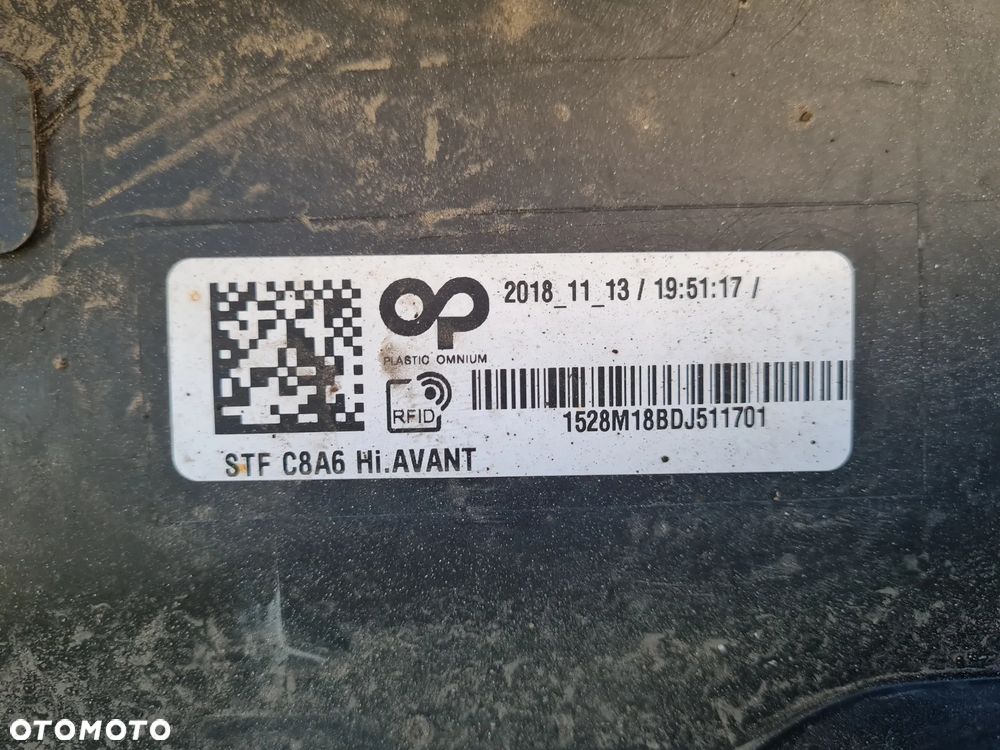 2018_11_13 / 19:51:17 /
PLASTIC OMNIUM
RFID
1528M18BDJ511701
STF C8A6 Hi.AVANT
OTOMOTO